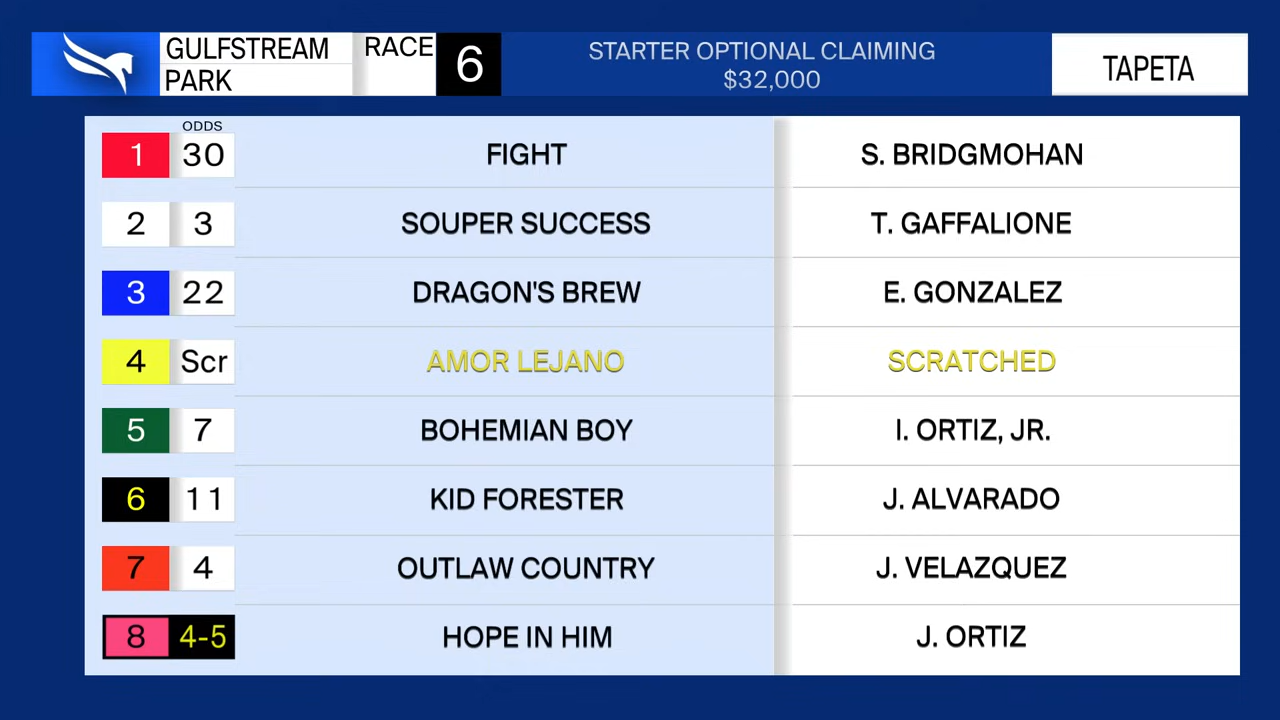 GULFSTREAM
PARK
RACE
6
STARTER OPTIONAL CLAIMING
$32,000
TAPETA
ODDS
1 30 FIGHT S. BRIDGMOHAN
2 3 SOUPER SUCCESS T. GAFFALIONE
3 22 DRAGON'S BREW E. GONZALEZ
4 Scr AMOR LEJANO SCRATCHED
5 7 BOHEMIAN BOY I. ORTIZ, JR.
6 11 KID FORESTER J. ALVARADO
7 4 OUTLAW COUNTRY J. VELAZQUEZ
8 4-5 HOPE IN HIM J. ORTIZ